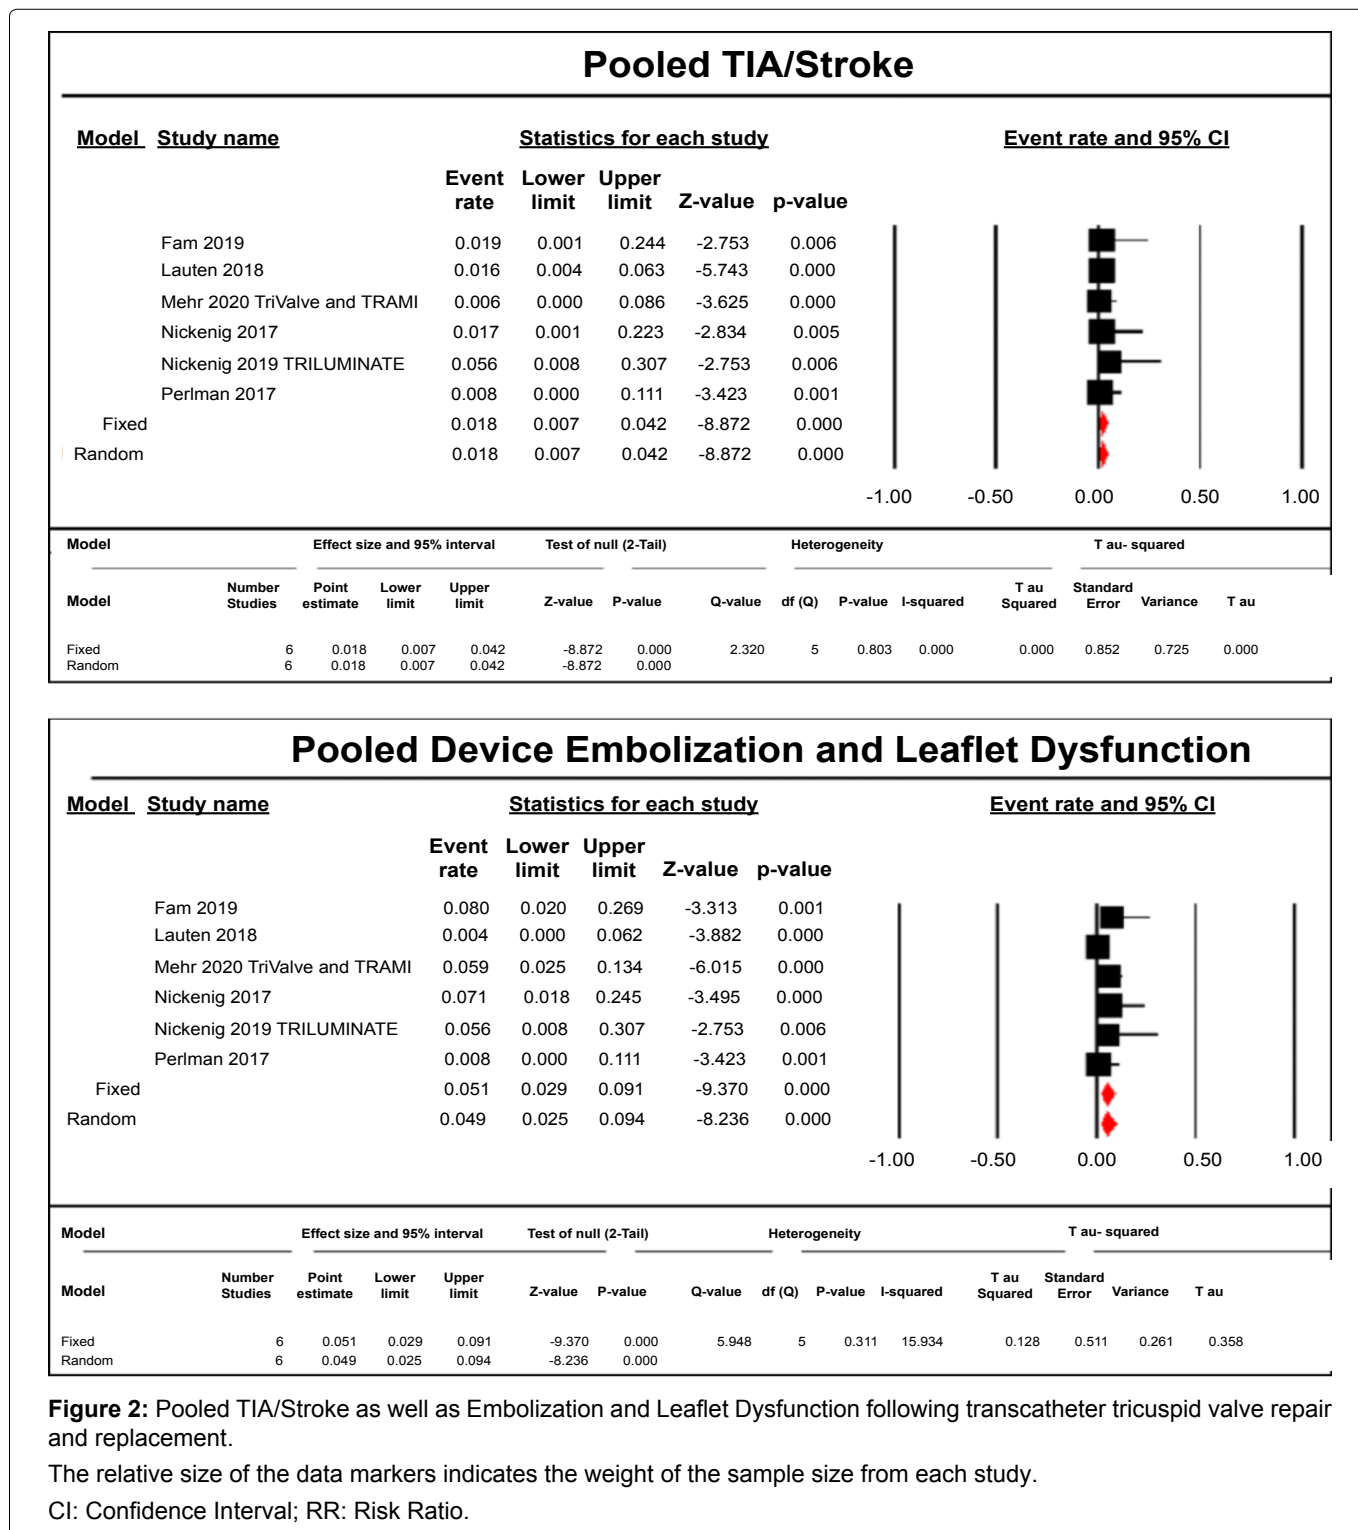 Pooled TIA/Stroke
Model Study name Statistics for each study Event rate and 95% CI
Event Lower Upper
rate limit limit Z-value p-value
Fam 2019 0.019 0.001 0.244 -2.753 0.006
Lauten 2018 0.016 0.004 0.063 -5.743 0.000
Mehr 2020 TriValve and TRAMI 0.006 0.000 0.086 -3.625 0.000
Nickenig 2017 0.017 0.001 0.223 -2.834 0.005
Nickenig 2019 TRILUMINATE 0.056 0.008 0.307 -2.753 0.006
Perlman 2017 0.008 0.000 0.111 -3.423 0.001
Fixed 0.018 0.007 0.042 -8.872 0.000
Random 0.018 0.007 0.042 -8.872 0.000
-1.00 -0.50 0.00 0.50 1.00
Model Effect size and 95% interval Test of null (2-Tail) Heterogeneity T au- squared
Number Point Lower Upper T au Standard
Model Studies estimate limit limit Z-value P-value Q-value df (Q) P-value I-squared Squared Error Variance T au
Fixed 6 0.018 0.007 0.042 -8.872 0.000 2.320 5 0.803 0.000 0.000 0.852 0.725 0.000
Random 6 0.018 0.007 0.042 -8.872 0.000
Pooled Device Embolization and Leaflet Dysfunction
Model Study name Statistics for each study Event rate and 95% CI
Event Lower Upper
rate limit limit Z-value p-value
Fam 2019 0.080 0.020 0.269 -3.313 0.001
Lauten 2018 0.004 0.000 0.062 -3.882 0.000
Mehr 2020 TriValve and TRAMI 0.059 0.025 0.134 -6.015 0.000
Nickenig 2017 0.071 0.018 0.245 -3.495 0.000
Nickenig 2019 TRILUMINATE 0.056 0.008 0.307 -2.753 0.006
Perlman 2017 0.008 0.000 0.111 -3.423 0.001
Fixed 0.051 0.029 0.091 -9.370 0.000
Random 0.049 0.025 0.094 -8.236 0.000
-1.00 -0.50 0.00 0.50 1.00
Model Effect size and 95% interval Test of null (2-Tail) Heterogeneity T au- squared
Number Point Lower Upper T au Standard
Model Studies estimate limit limit Z-value P-value Q-value df (Q) P-value I-squared Squared Error Variance T au
Fixed 6 0.051 0.029 0.091 -9.370 0.000 5.948 5 0.311 15.934 0.128 0.511 0.261 0.358
Random 6 0.049 0.025 0.094 -8.236 0.000
Figure 2: Pooled TIA/Stroke as well as Embolization and Leaflet Dysfunction following transcatheter tricuspid valve repair
and replacement.
The relative size of the data markers indicates the weight of the sample size from each study.
CI: Confidence Interval; RR: Risk Ratio.